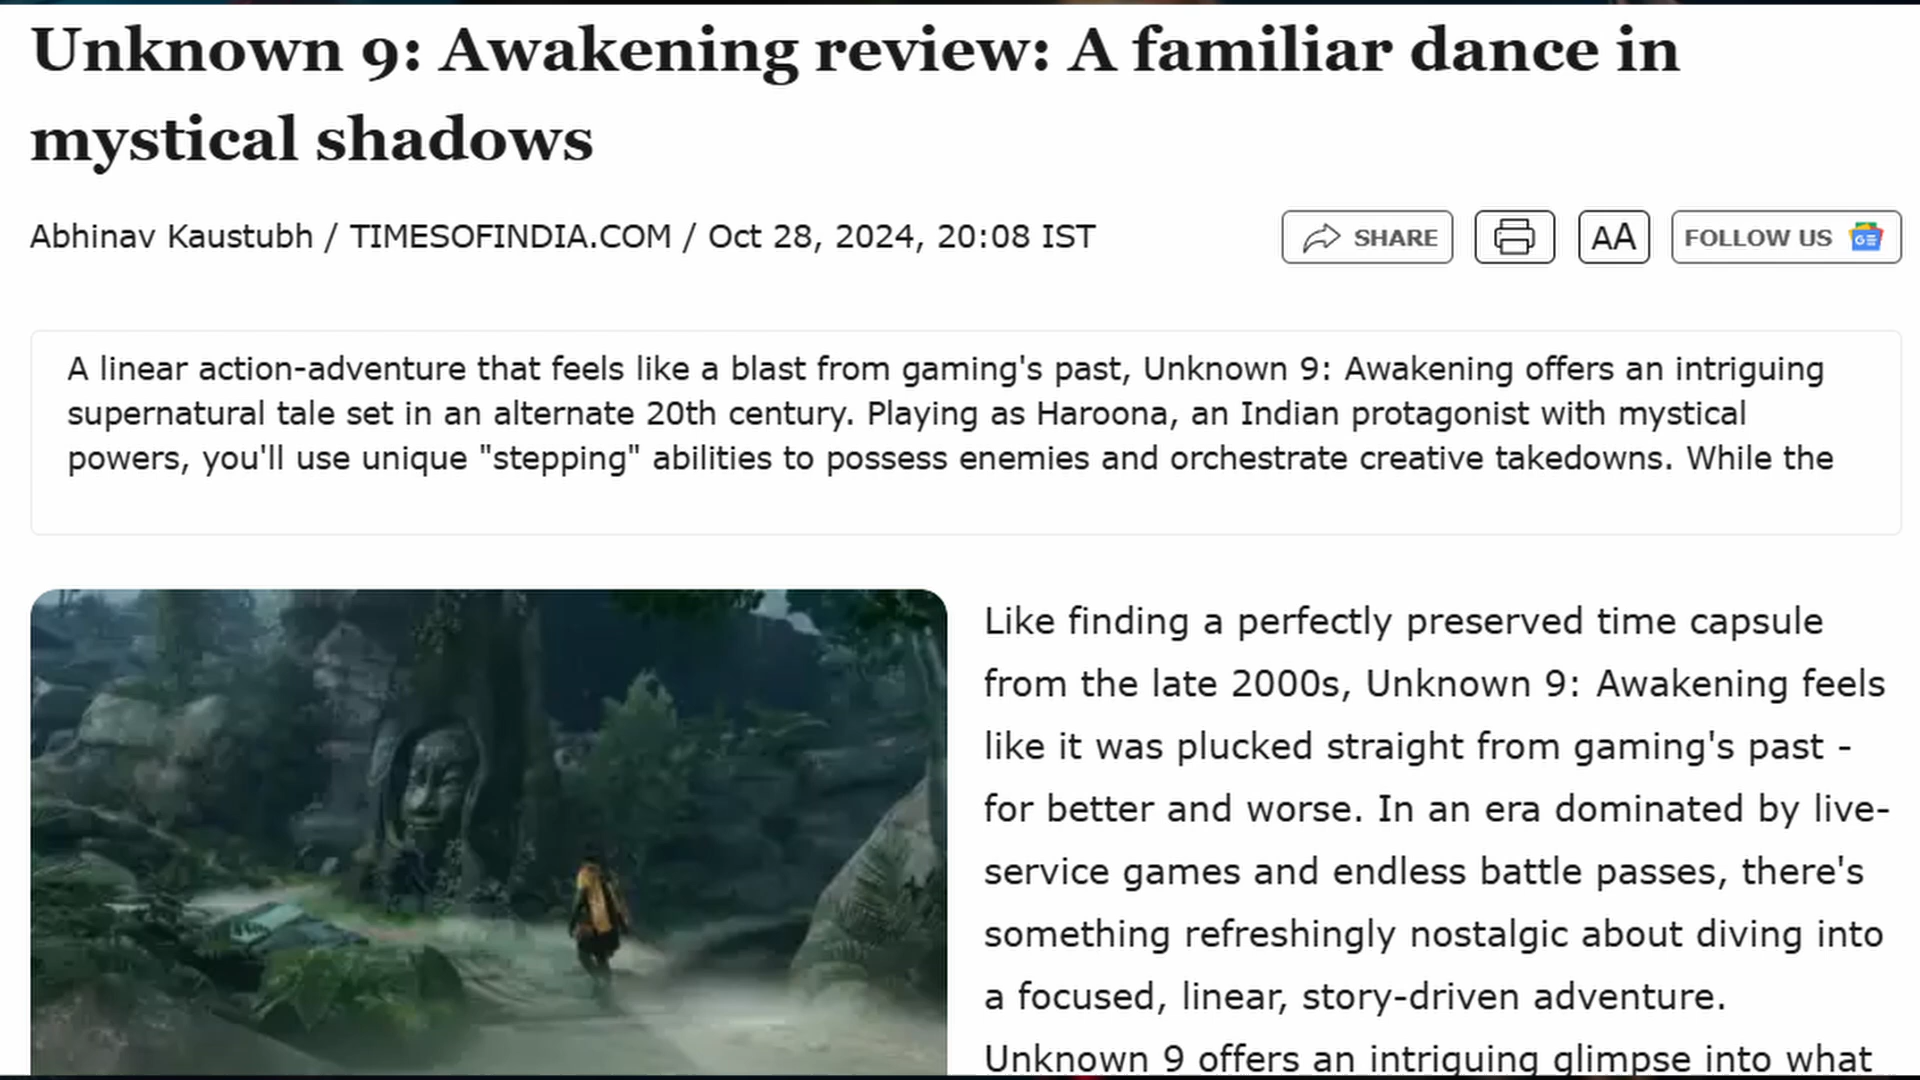 Unknown 9: Awakening review: A familiar dance in
mystical shadows
Abhinav Kaustubh / TIMESOFINDIA.COM / Oct 28, 2024, 20:08 IST
SHARE
AA
FOLLOW US
GE
A linear action-adventure that feels like a blast from gaming's past, Unknown 9: Awakening offers an intriguing
supernatural tale set in an alternate 20th century. Playing as Haroona, an Indian protagonist with mystical
powers, you'll use unique "stepping" abilities to possess enemies and orchestrate creative takedowns. While the
Like finding a perfectly preserved time capsule
from the late 2000s, Unknown 9: Awakening feels
like it was plucked straight from gaming's past -
for better and worse. In an era dominated by live-
service games and endless battle passes, there's
something refreshingly nostalgic about diving into
a focused, linear, story-driven adventure.
Unknown 9 offers an intriguing glimpse into what